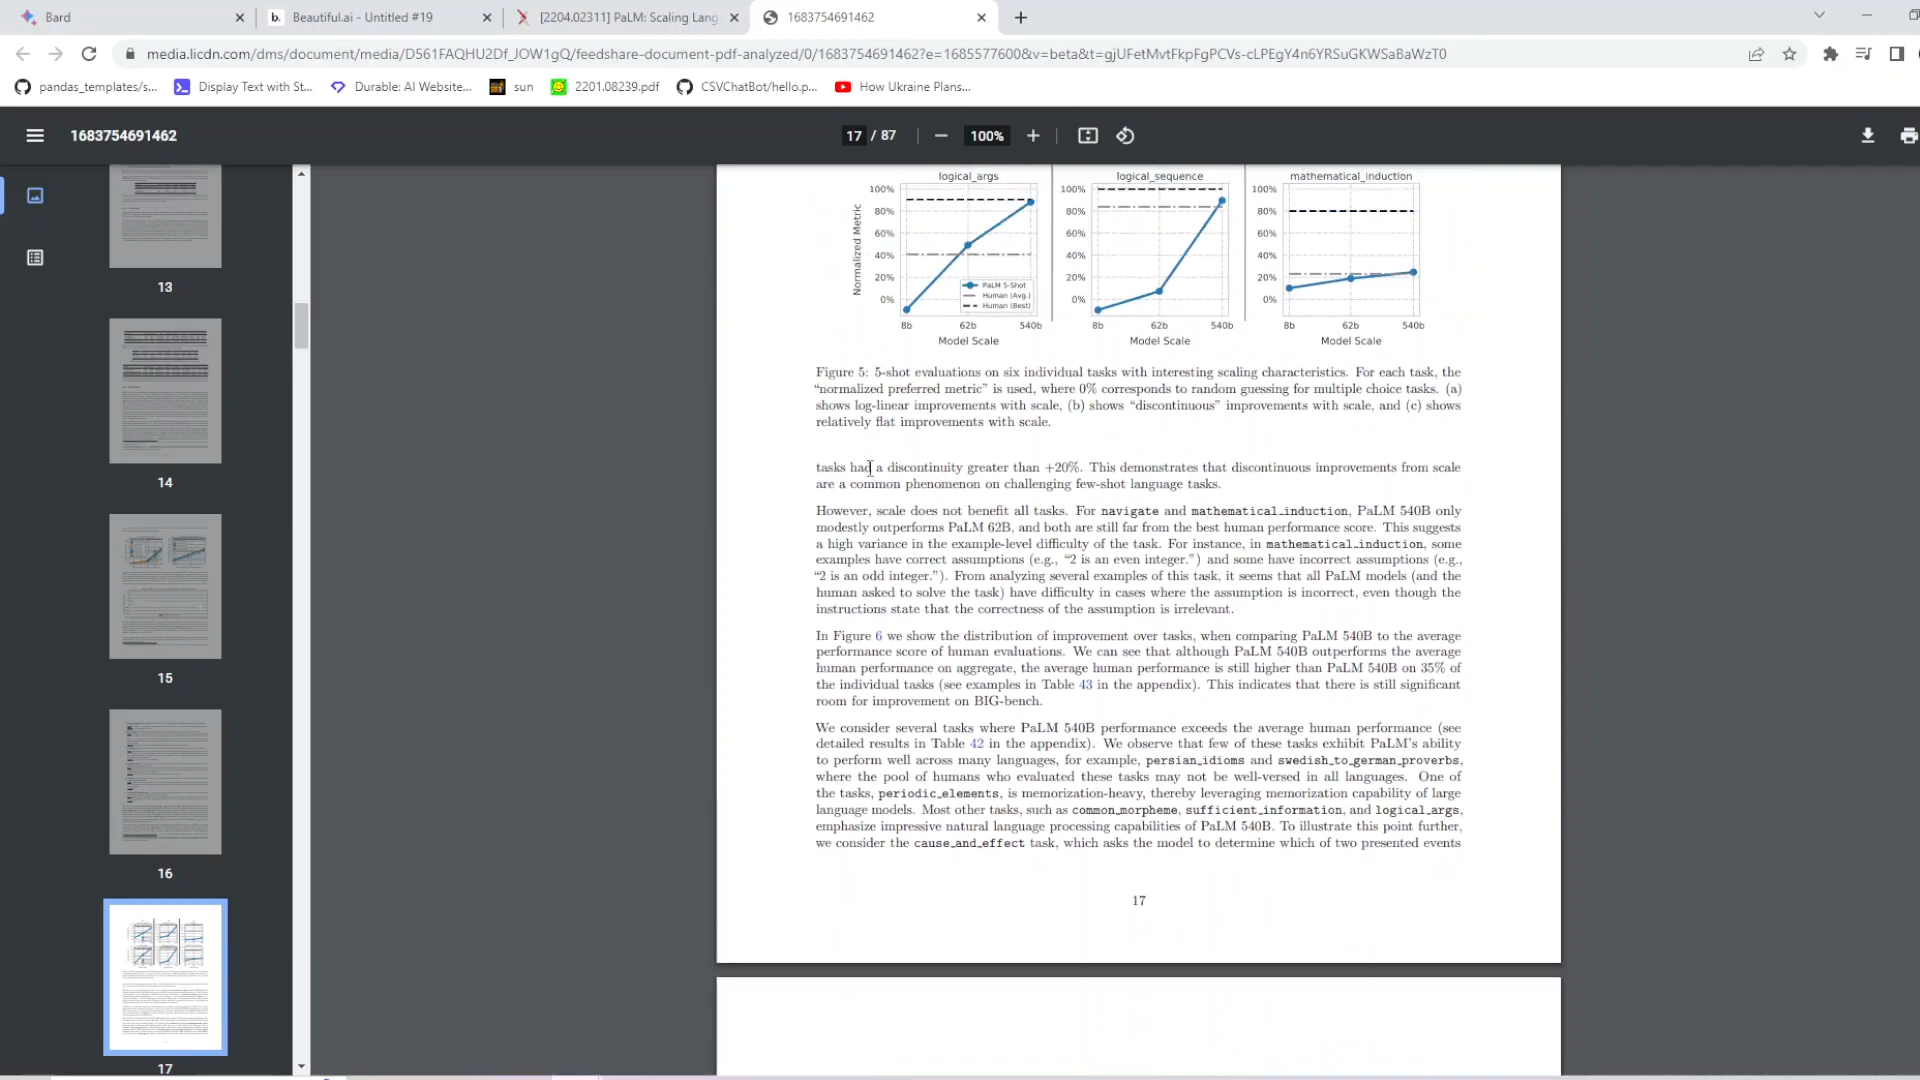 Bard
b. Beautiful.ai - Untitled #19
[2204.02311] PaLM: Scaling Lang
1683754691462
media.licdn.com/dms/document/media/D561FAQHU2Df_JOW1gQ/feedshare-document-pdf-analyzed/0/1683754691462?e=1685577600&v=beta&t=gjUFetMvtFkpFgPCVs-cLPEgY4n6YRSuGKWSaBaWzT0
pandas_templates/s...
Display Text with St...
Durable: AI Website...
sun
2201.08239.pdf
CSVChatBot/hello.p...
How Ukraine Plans...
1683754691462
17 / 87
100%
13
14
15
16
17
logical_args
logical_sequence
mathematical_induction
Normalized Metric
100%
80%
60%
40%
20%
0%
PaLM 5-Shot
Human (Avg.)
Human (Best)
8b 62b 540b
Model Scale
100%
80%
60%
40%
20%
0%
8b 62b 540b
Model Scale
100%
80%
60%
40%
20%
0%
8b 62b 540b
Model Scale
Figure 5: 5-shot evaluations on six individual tasks with interesting scaling characteristics. For each task, the
“normalized preferred metric” is used, where 0% corresponds to random guessing for multiple choice tasks. (a)
shows log-linear improvements with scale, (b) shows “discontinuous” improvements with scale, and (c) shows
relatively flat improvements with scale.
tasks had a discontinuity greater than +20%. This demonstrates that discontinuous improvements from scale
are a common phenomenon on challenging few-shot language tasks.
However, scale does not benefit all tasks. For navigate and mathematical_induction, PaLM 540B only
modestly outperforms PaLM 62B, and both are still far from the best human performance score. This suggests
a high variance in the example-level difficulty of the task. For instance, in mathematical_induction, some
examples have correct assumptions (e.g., “2 is an even integer.”) and some have incorrect assumptions (e.g.,
“2 is an odd integer.”). From analyzing several examples of this task, it seems that all PaLM models (and the
human asked to solve the task) have difficulty in cases where the assumption is incorrect, even though the
instructions state that the correctness of the assumption is irrelevant.
In Figure 6 we show the distribution of improvement over tasks, when comparing PaLM 540B to the average
performance score of human evaluations. We can see that although PaLM 540B outperforms the average
human performance on aggregate, the average human performance is still higher than PaLM 540B on 35% of
the individual tasks (see examples in Table 43 in the appendix). This indicates that there is still significant
room for improvement on BIG-bench.
We consider several tasks where PaLM 540B performance exceeds the average human performance (see
detailed results in Table 42 in the appendix). We observe that few of these tasks exhibit PaLM's ability
to perform well across many languages, for example, persian_idioms and swedish_to_german_proverbs,
where the pool of humans who evaluated these tasks may not be well-versed in all languages. One of
the tasks, periodic_elements, is memorization-heavy, thereby leveraging memorization capability of large
language models. Most other tasks, such as common_morpheme, sufficient_information, and logical_args,
emphasize impressive natural language processing capabilities of PaLM 540B. To illustrate this point further,
we consider the cause_and_effect task, which asks the model to determine which of two presented events
17